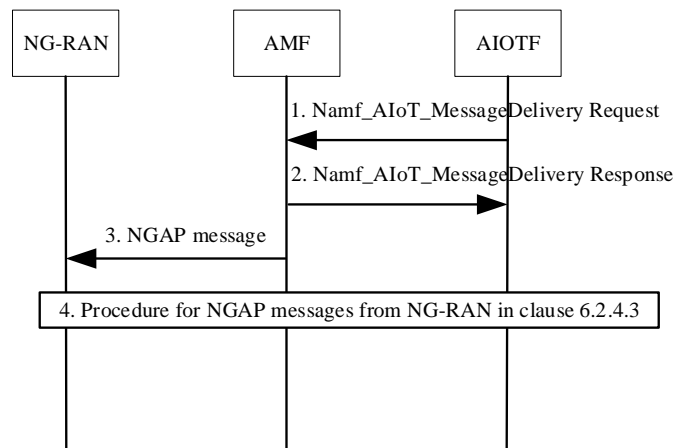 NG-RAN
AMF
AIOTF
1. Namf_AIoT_MessageDelivery Request
2. Namf_AIoT_MessageDelivery Response
3. NGAP message
4. Procedure for NGAP messages from NG-RAN in clause 6.2.4.3